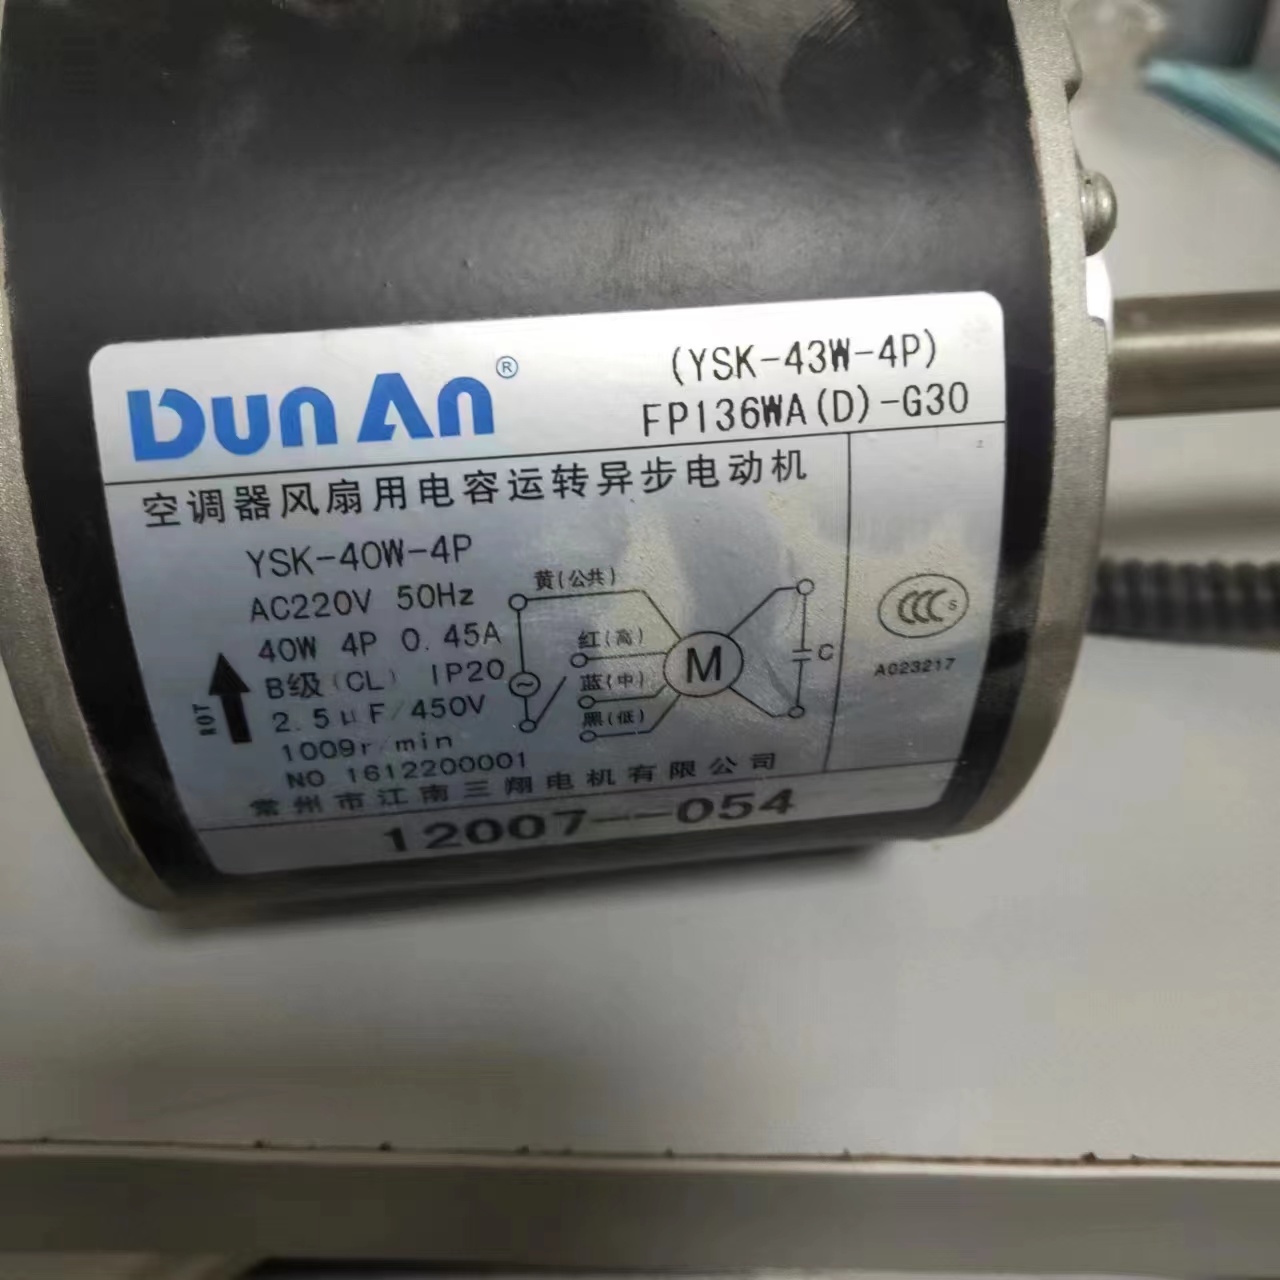 Dun An®
(YSK-43W-4P)
FP136WA(D)-G30
空调器风扇用电容运转异步电动机
YSK-40W-4P
AC220V 50Hz
40W 4P 0.45A
B级(CL) IP20
2.5μF/450V
1009r/min
NO 1612200001
ROT
黄(公共)
红(高)
蓝(中)
黑(低)
M
C
CCC S
A023217
常州市江南三翔电机有限公司
12007--054